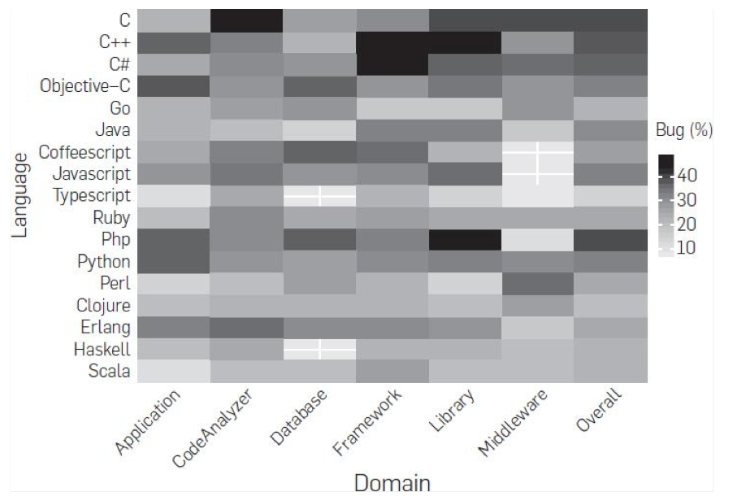 C
C++
C#
Objective-C
Go
Java
Coffeescript
Javascript
Typescript
Ruby
Php
Python
Perl
Clojure
Erlang
Haskell
Scala
Language
Application
CodeAnalyzer
Database
Framework
Library
Middleware
Overall
Domain
Bug (%)
40
30
20
10